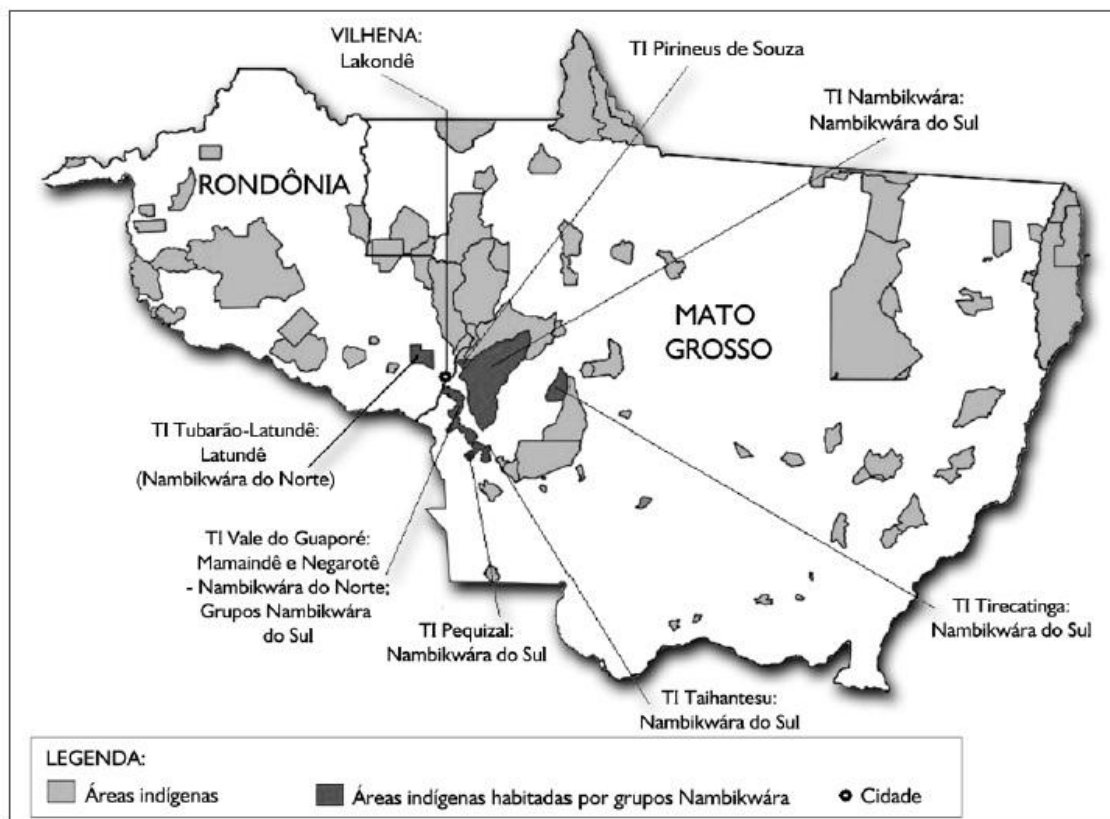 VILHENA:
Lakondê
TI Pirineus de Souza
TI Nambikwára:
Nambikwára do Sul
RONDÔNIA
MATO
GROSSO
TI Tubarão-Latundê:
Latundê
(Nambikwára do Norte)
TI Vale do Guaporé:
Mamaindê e Negarotê
- Nambikwára do Norte;
Grupos Nambikwára
do Sul
TI Pequizal:
Nambikwára do Sul
TI Tirecatinga:
Nambikwára do Sul
TI Taihantesu:
Nambikwára do Sul
LEGENDA:
Áreas indígenas
Áreas indígenas habitadas por grupos Nambikwára
Cidade